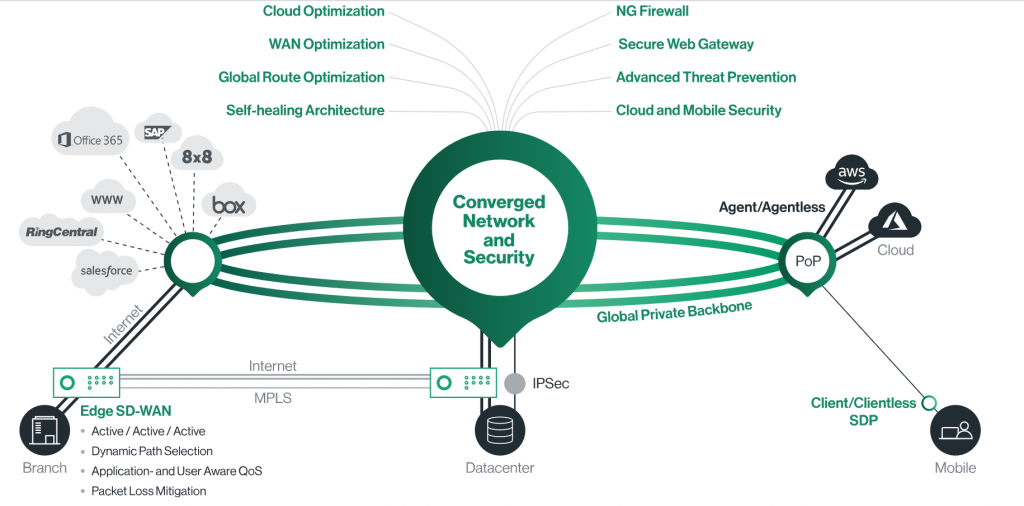 Cloud Optimization
WAN Optimization
Global Route Optimization
Self-healing Architecture
NG Firewall
Secure Web Gateway
Advanced Threat Prevention
Cloud and Mobile Security
Office 365
SAP
8x8
WWW
box
RingCentral
salesforce
Converged
Network
and
Security
aws
Agent/Agentless
PoP
Cloud
Global Private Backbone
Internet
Internet
MPLS
IPSec
Edge SD-WAN
• Active / Active / Active
• Dynamic Path Selection
• Application- and User Aware QoS
• Packet Loss Mitigation
Branch
Datacenter
Client/Clientless
SDP
Mobile